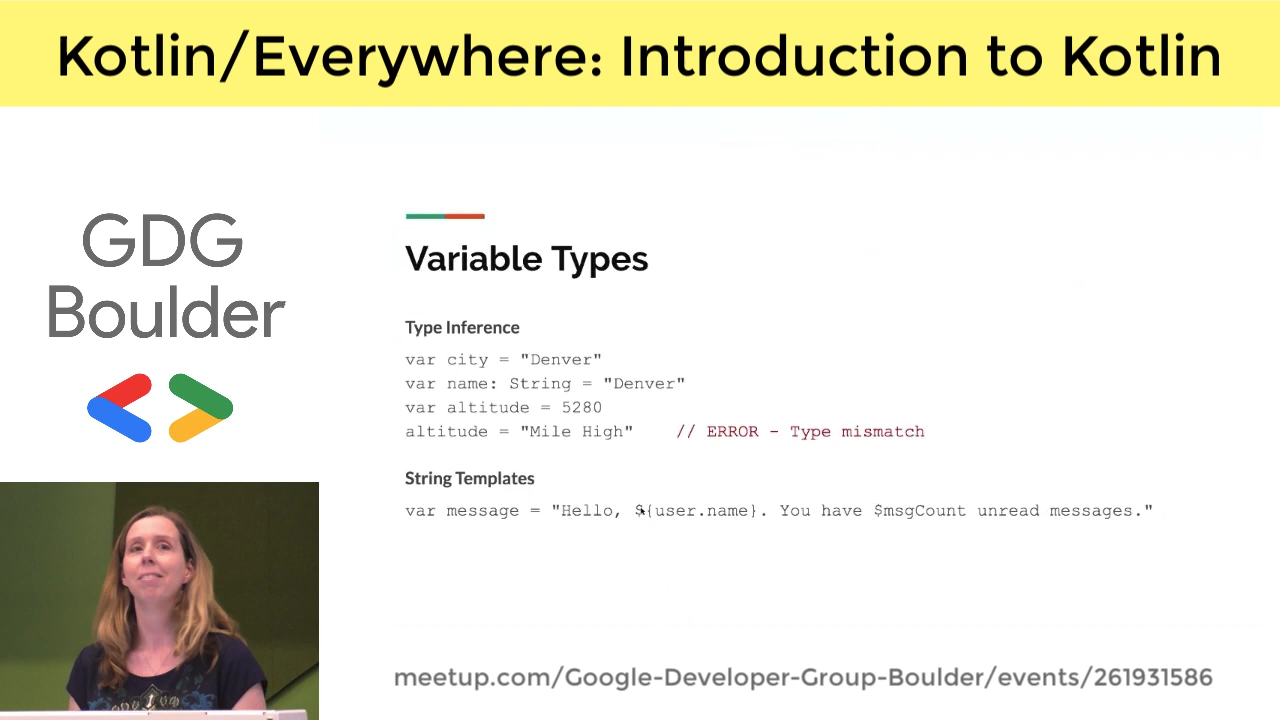 Kotlin/Everywhere: Introduction to Kotlin
GDG
Boulder
Variable Types
Type Inference
var city = "Denver"
var name: String = "Denver"
var altitude = 5280
altitude = "Mile High"    // ERROR - Type mismatch
String Templates
var message = "Hello, ${user.name}. You have $msgCount unread messages."
meetup.com/Google-Developer-Group-Boulder/events/261931586